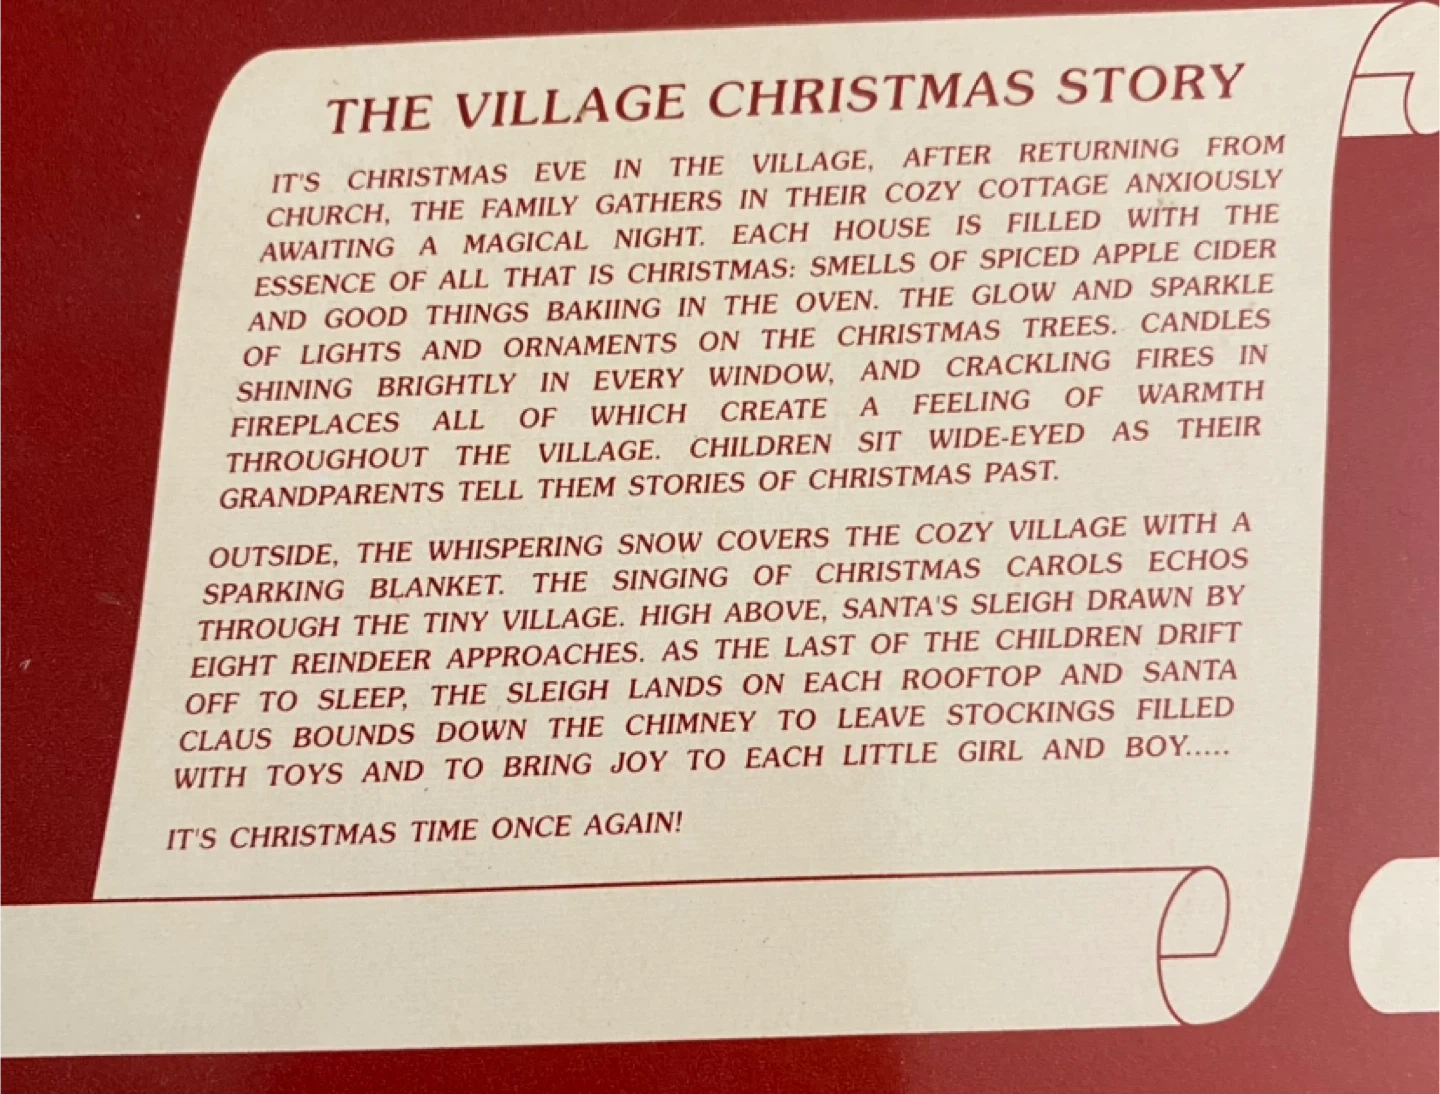 THE VILLAGE CHRISTMAS STORY
IT'S CHRISTMAS EVE IN THE VILLAGE, AFTER RETURNING FROM
CHURCH, THE FAMILY GATHERS IN THEIR COZY COTTAGE ANXIOUSLY
AWAITING A MAGICAL NIGHT. EACH HOUSE IS FILLED WITH THE
ESSENCE OF ALL THAT IS CHRISTMAS: SMELLS OF SPICED APPLE CIDER
AND GOOD THINGS BAKIING IN THE OVEN. THE GLOW AND SPARKLE
OF LIGHTS AND ORNAMENTS ON THE CHRISTMAS TREES. CANDLES
SHINING BRIGHTLY IN EVERY WINDOW, AND CRACKLING FIRES IN
FIREPLACES ALL OF WHICH CREATE A FEELING OF WARMTH
THROUGHOUT THE VILLAGE. CHILDREN SIT WIDE-EYED AS THEIR
GRANDPARENTS TELL THEM STORIES OF CHRISTMAS PAST.
OUTSIDE, THE WHISPERING SNOW COVERS THE COZY VILLAGE WITH A
SPARKING BLANKET. THE SINGING OF CHRISTMAS CAROLS ECHOS
THROUGH THE TINY VILLAGE. HIGH ABOVE, SANTA'S SLEIGH DRAWN BY
EIGHT REINDEER APPROACHES. AS THE LAST OF THE CHILDREN DRIFT
OFF TO SLEEP, THE SLEIGH LANDS ON EACH ROOFTOP AND SANTA
CLAUS BOUNDS DOWN THE CHIMNEY TO LEAVE STOCKINGS FILLED
WITH TOYS AND TO BRING JOY TO EACH LITTLE GIRL AND BOY.....
IT'S CHRISTMAS TIME ONCE AGAIN!